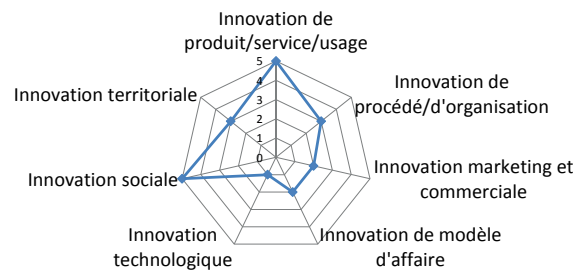 Innovation de
produit/service/usage
5
4
3
2
1
0
Innovation de
procédé/d'organisation
Innovation marketing et
commerciale
Innovation de modèle
d'affaire
Innovation
technologique
Innovation sociale
Innovation territoriale